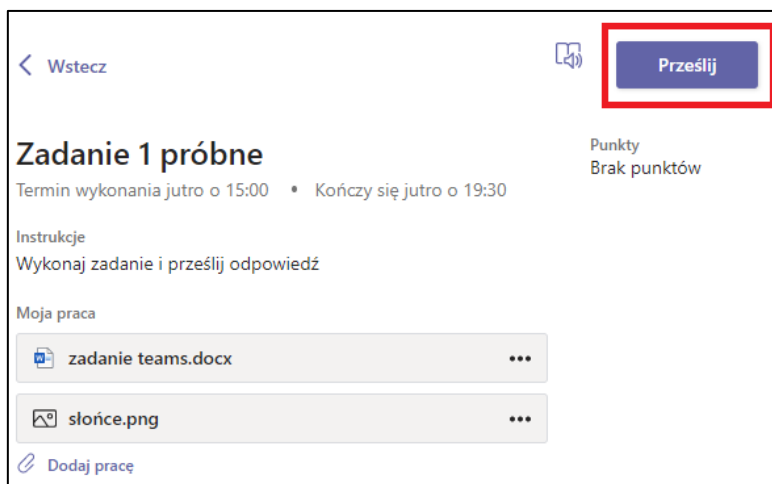 Wstecz
Prześlij
Zadanie 1 próbne
Termin wykonania jutro o 15:00 • Kończy się jutro o 19:30
Punkty
Brak punktów
Instrukcje
Wykonaj zadanie i prześlij odpowiedź
Moja praca
zadanie teams.docx
słońce.png
Dodaj pracę